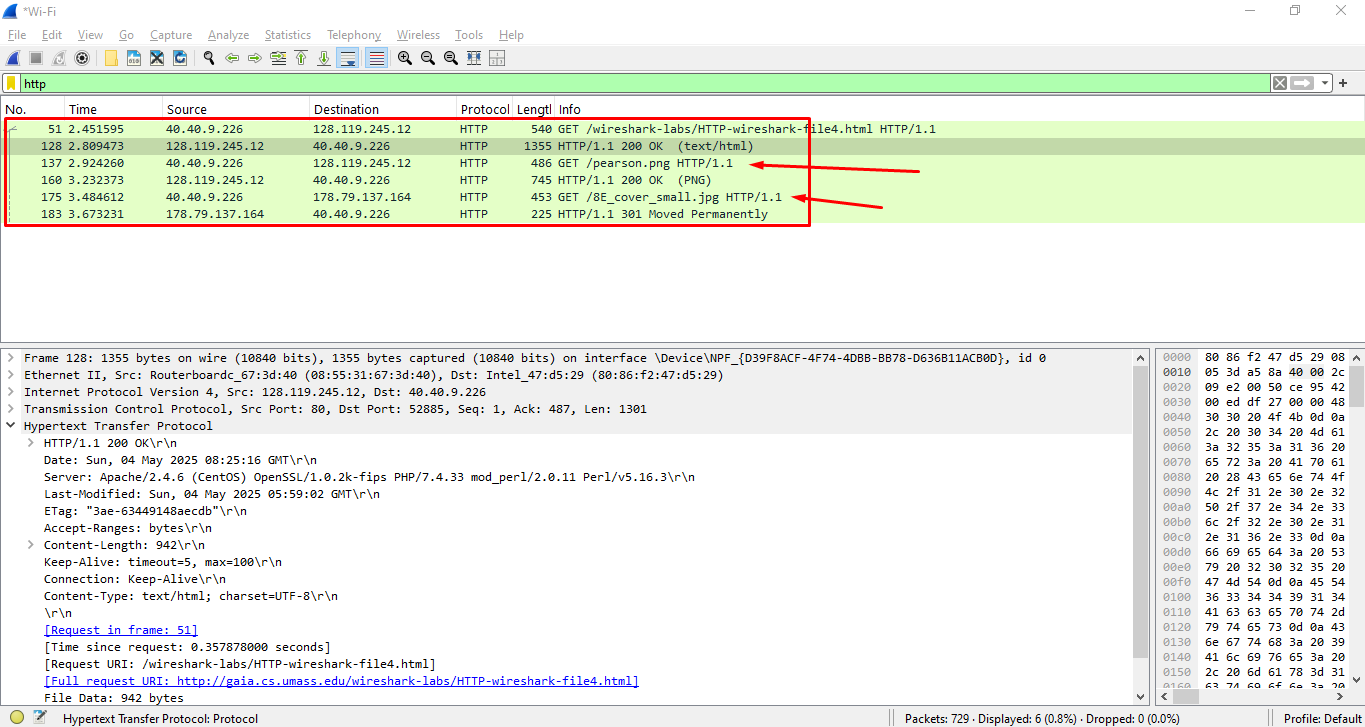 *Wi-Fi
File Edit View Go Capture Analyze Statistics Telephony Wireless Tools Help
http
No. Time Source Destination Protocol Lengtl Info
51 2.451595 40.40.9.226 128.119.245.12 HTTP 540 GET /wireshark-labs/HTTP-wireshark-file4.html HTTP/1.1
128 2.809473 128.119.245.12 40.40.9.226 HTTP 1355 HTTP/1.1 200 OK (text/html)
137 2.924260 40.40.9.226 128.119.245.12 HTTP 486 GET /pearson.png HTTP/1.1
160 3.232373 128.119.245.12 40.40.9.226 HTTP 745 HTTP/1.1 200 OK (PNG)
175 3.484612 40.40.9.226 178.79.137.164 HTTP 453 GET /8E_cover_small.jpg HTTP/1.1
183 3.673231 178.79.137.164 40.40.9.226 HTTP 225 HTTP/1.1 301 Moved Permanently
Frame 128: 1355 bytes on wire (10840 bits), 1355 bytes captured (10840 bits) on interface \Device\NPF_{D39F8ACF-4F74-4DBB-BB78-D636B11ACB0D}, id 0
Ethernet II, Src: Routerboardc_67:3d:40 (08:55:31:67:3d:40), Dst: Intel_47:d5:29 (80:86:f2:47:d5:29)
Internet Protocol Version 4, Src: 128.119.245.12, Dst: 40.40.9.226
Transmission Control Protocol, Src Port: 80, Dst Port: 52885, Seq: 1, Ack: 487, Len: 1301
Hypertext Transfer Protocol
HTTP/1.1 200 OK\r\n
Date: Sun, 04 May 2025 08:25:16 GMT\r\n
Server: Apache/2.4.6 (CentOS) OpenSSL/1.0.2k-fips PHP/7.4.33 mod_perl/2.0.11 Perl/v5.16.3\r\n
Last-Modified: Sun, 04 May 2025 05:59:02 GMT\r\n
ETag: "3ae-63449148aecdb"\r\n
Accept-Ranges: bytes\r\n
Content-Length: 942\r\n
Keep-Alive: timeout=5, max=100\r\n
Connection: Keep-Alive\r\n
Content-Type: text/html; charset=UTF-8\r\n
\r\n
[Request in frame: 51]
[Time since request: 0.357878000 seconds]
[Request URI: /wireshark-labs/HTTP-wireshark-file4.html]
[Full request URI: http://gaia.cs.umass.edu/wireshark-labs/HTTP-wireshark-file4.html]
File Data: 942 bytes
0000 80 86 f2 47 d5 29 08
0010 05 3d a5 8a 40 00 2c
0020 09 e2 00 50 ce 95 42
0030 00 ed df 27 00 00 48
0040 30 30 20 4f 4b 0d 0a
0050 2c 20 30 34 20 4d 61
0060 3a 32 35 3a 31 36 20
0070 65 72 3a 20 41 70 61
0080 20 28 43 65 6e 74 4f
0090 4c 2f 31 2e 30 2e 32
00a0 50 2f 37 2e 34 2e 33
00b0 6c 2f 32 2e 30 2e 31
00c0 2e 31 36 2e 33 0d 0a
00d0 66 69 65 64 3a 20 53
00e0 79 20 32 30 32 35 20
00f0 47 4d 54 0d 0a 45 54
0100 36 33 34 34 39 31 34
0110 41 63 63 65 70 74 2d
0120 79 74 65 73 0d 0a 43
0130 6e 67 74 68 3a 20 39
0140 41 6c 69 76 65 3a 20
0150 2c 20 6d 61 78 3d 31
0160 63 74 69 6f 6e 3a 20
Hypertext Transfer Protocol: Protocol
Packets: 729 · Displayed: 6 (0.8%) · Dropped: 0 (0.0%)
Profile: Default